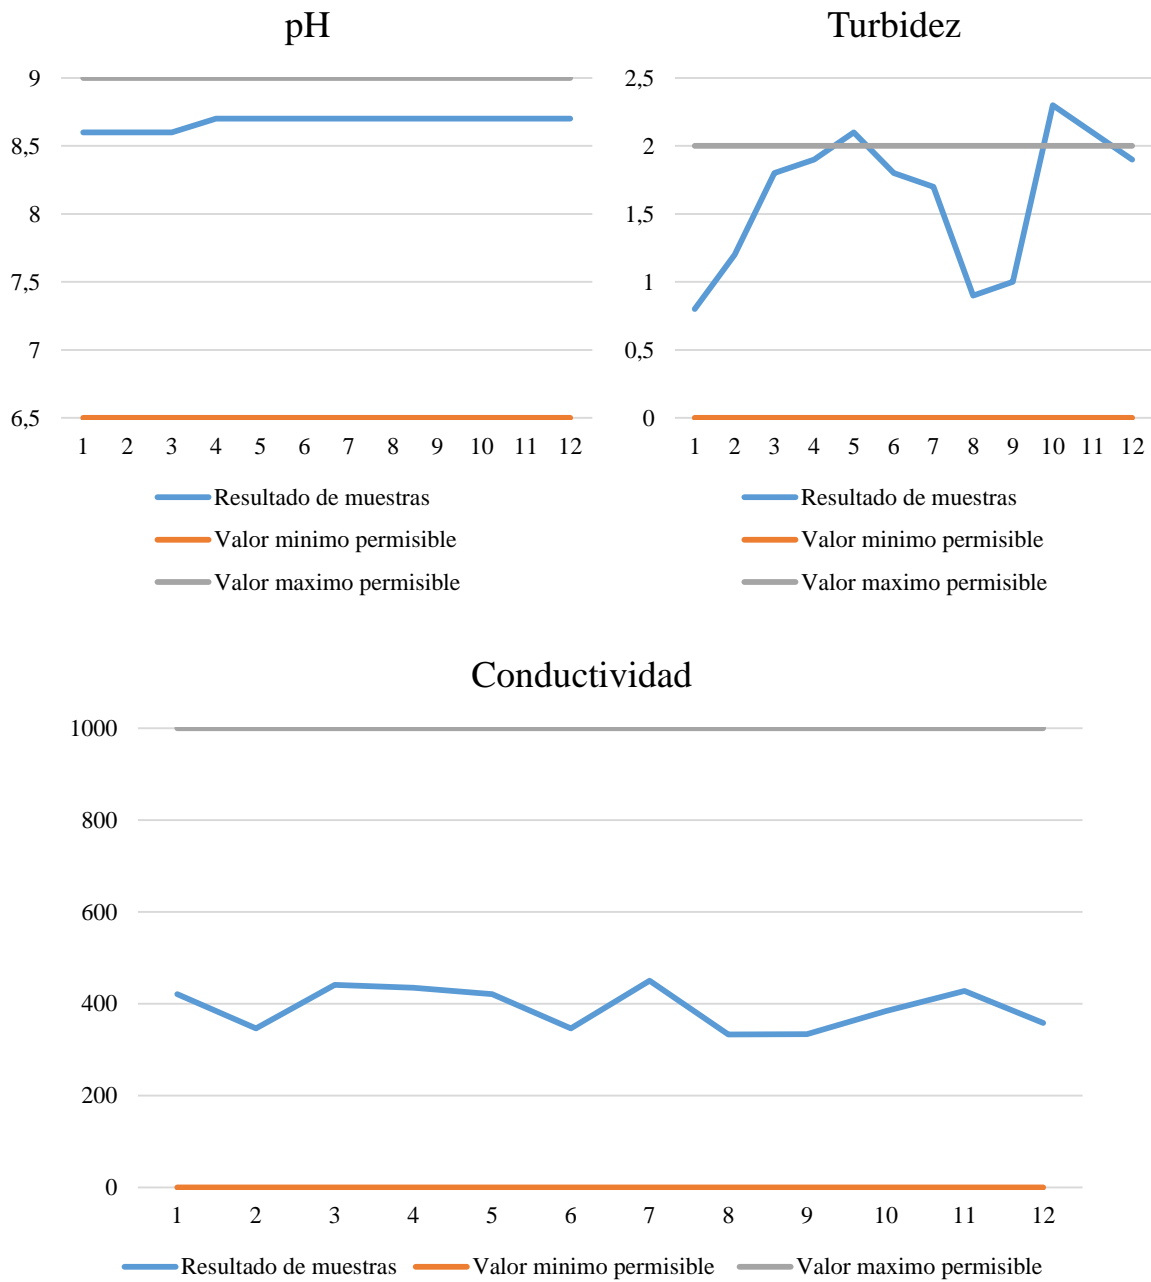 pH
9
8,5
8
7,5
7
6,5
1 2 3 4 5 6 7 8 9 10 11 12
Resultado de muestras
Valor minimo permisible
Valor maximo permisible
Turbidez
2,5
2
1,5
1
0,5
0
1 2 3 4 5 6 7 8 9 10 11 12
Resultado de muestras
Valor minimo permisible
Valor maximo permisible
Conductividad
1000
800
600
400
200
0
1 2 3 4 5 6 7 8 9 10 11 12
Resultado de muestras Valor minimo permisible Valor maximo permisible